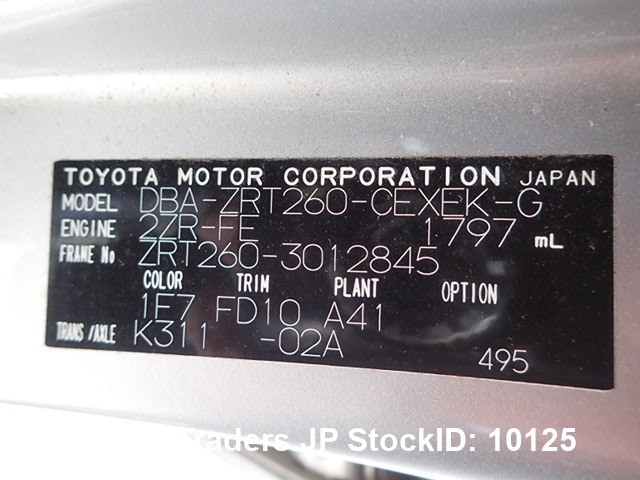 TOYOTA MOTOR CORPORATION JAPAN
MODEL DBA-ZRT260-CEXEK-G
ENGINE 2ZR-FE 1797 mL
FRAME No ZRT260-3012845
COLOR TRIM PLANT OPTION
1E7 FD10 A41
TRANS/AXLE K311 -02A
495
Traders JP StockID: 10125